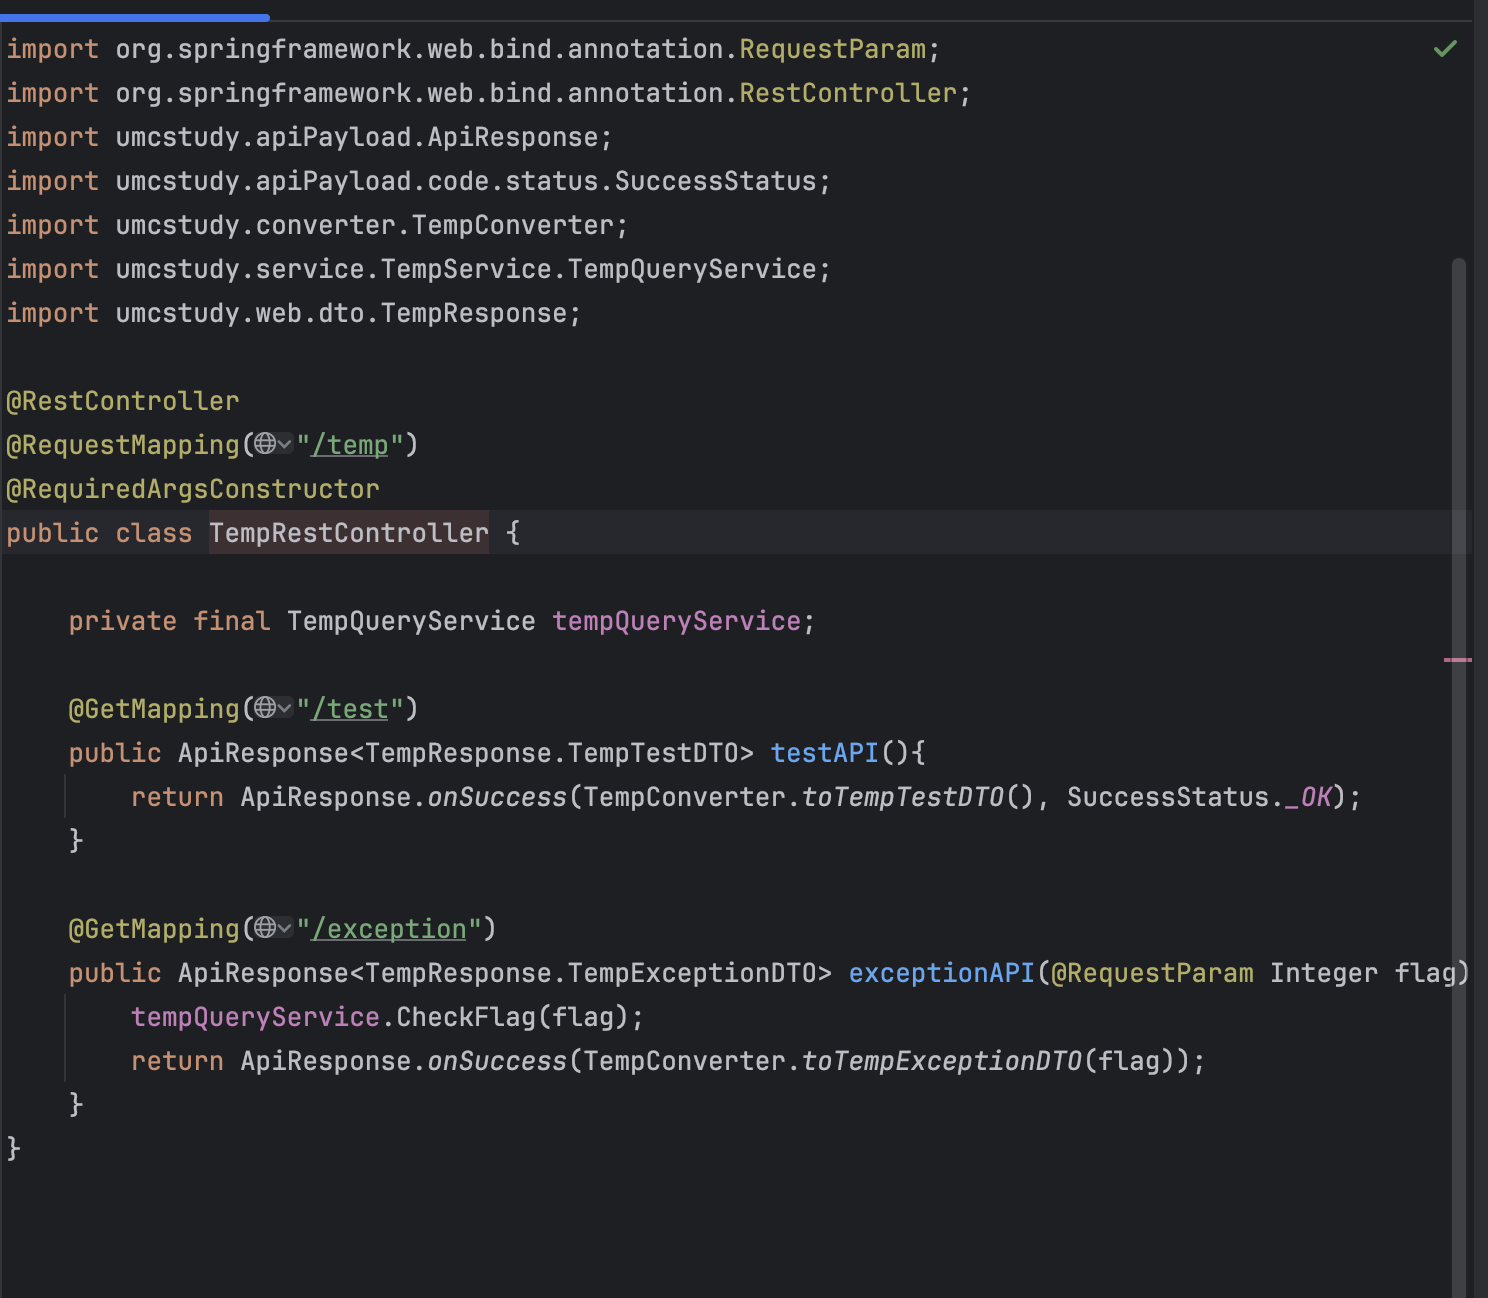 import org.springframework.web.bind.annotation.RequestParam;
import org.springframework.web.bind.annotation.RestController;
import umcstudy.apiPayload.ApiResponse;
import umcstudy.apiPayload.code.status.SuccessStatus;
import umcstudy.converter.TempConverter;
import umcstudy.service.TempService.TempQueryService;
import umcstudy.web.dto.TempResponse;
@RestController
@RequestMapping("/temp")
@RequiredArgsConstructor
public class TempRestController {
private final TempQueryService tempQueryService;
@GetMapping("/test")
public ApiResponse<TempResponse.TempTestDTO> testAPI(){
return ApiResponse.onSuccess(TempConverter.toTempTestDTO(), SuccessStatus._OK);
}
@GetMapping("/exception")
public ApiResponse<TempResponse.TempExceptionDTO> exceptionAPI(@RequestParam Integer flag)
tempQueryService.CheckFlag(flag);
return ApiResponse.onSuccess(TempConverter.toTempExceptionDTO(flag));
}
}